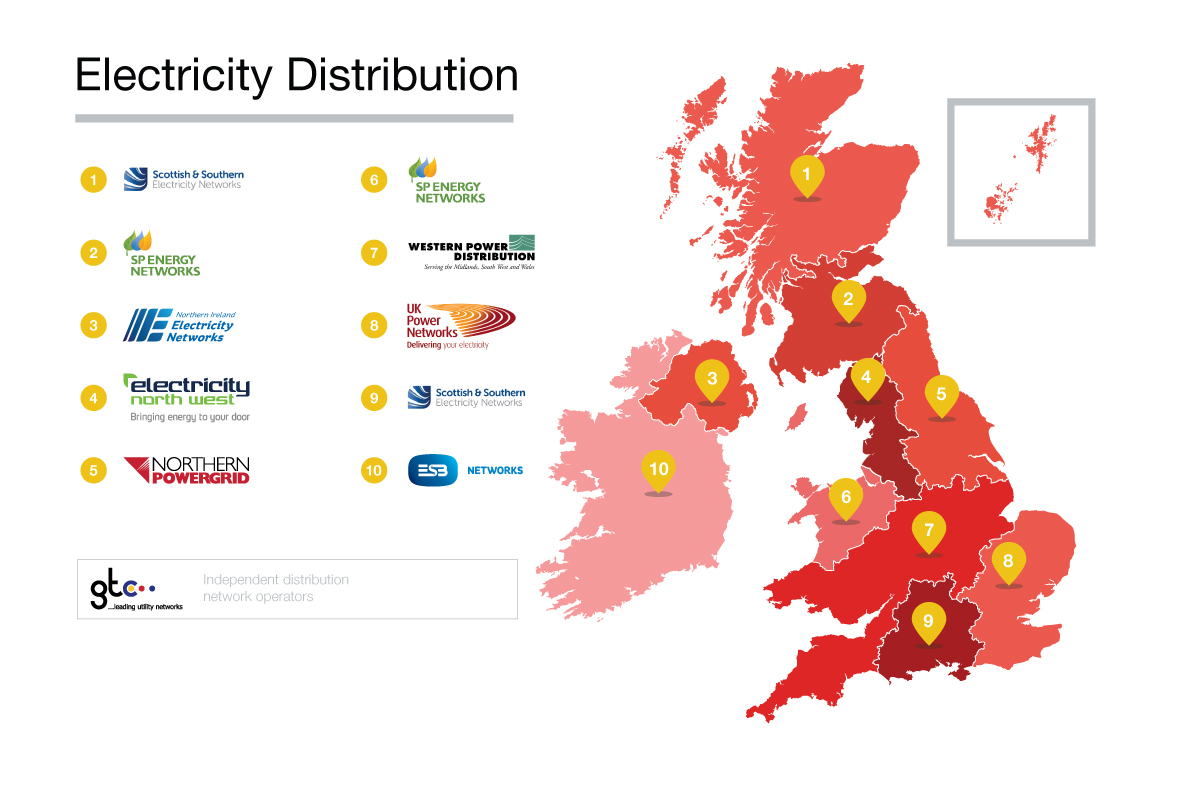 Electricity Distribution
1
Scottish & Southern
Electricity Networks
2
SP ENERGY
NETWORKS
3
Northern Ireland
Electricity
Networks
4
electricity
north west
Bringing energy to your door
5
NORTHERN
POWERGRID
6
SP ENERGY
NETWORKS
7
WESTERN POWER
DISTRIBUTION
Serving the Midlands, South West and Wales
8
UK
Power
Networks
Delivering your electricity
9
Scottish & Southern
Electricity Networks
10
ESB NETWORKS
gtc
...leading utility networks
Independent distribution
network operators
1
2
3
4
5
10
6
7
8
9